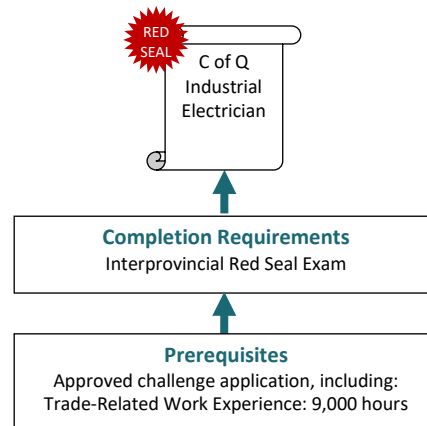 RED
SEAL
C of Q
Industrial
Electrician
Completion Requirements
Interprovincial Red Seal Exam
Prerequisites
Approved challenge application, including:
Trade-Related Work Experience: 9,000 hours